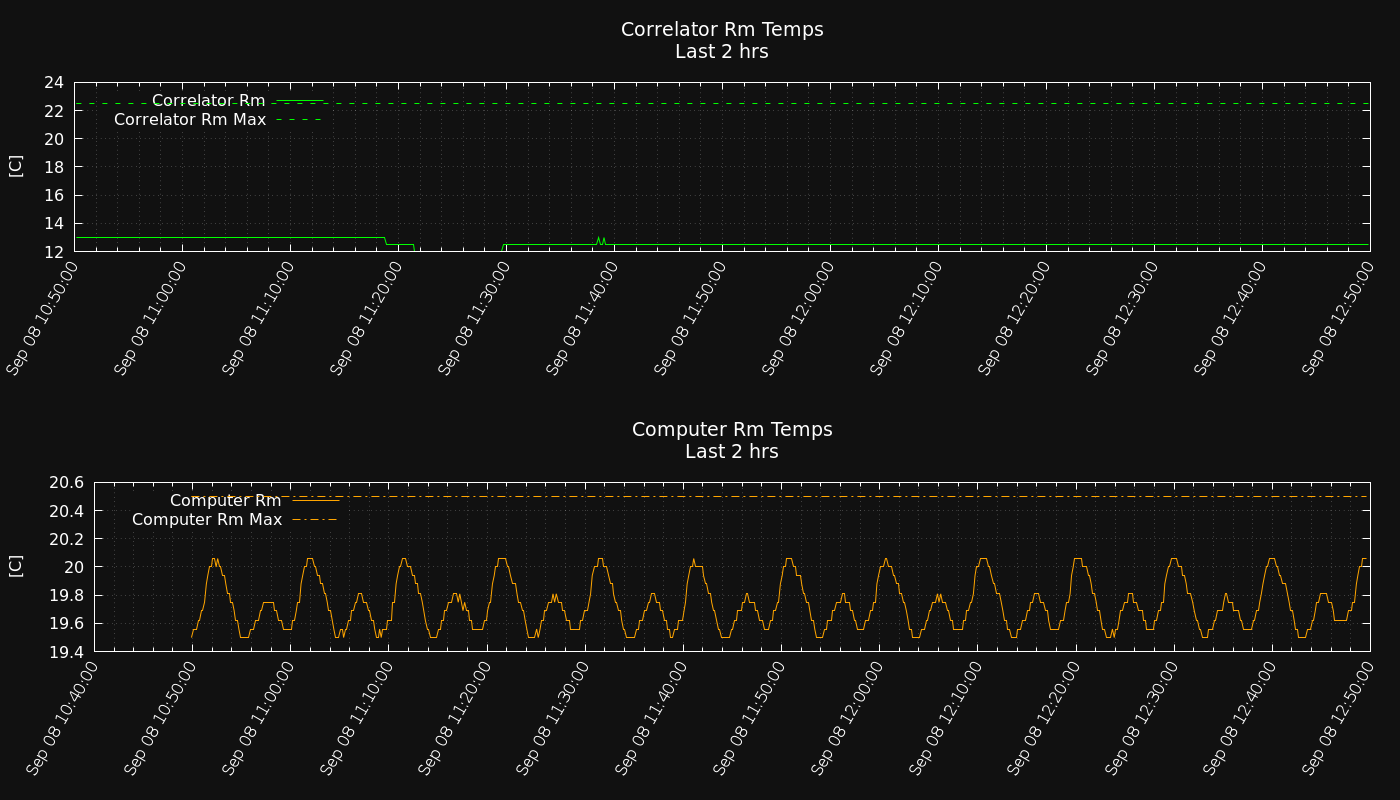 Correlator Rm Temps
Last 2 hrs
24
22
20
18
16
14
12
[C]
Correlator Rm
Correlator Rm Max
Sep 08 10:50:00
Sep 08 11:00:00
Sep 08 11:10:00
Sep 08 11:20:00
Sep 08 11:30:00
Sep 08 11:40:00
Sep 08 11:50:00
Sep 08 12:00:00
Sep 08 12:10:00
Sep 08 12:20:00
Sep 08 12:30:00
Sep 08 12:40:00
Sep 08 12:50:00
Computer Rm Temps
Last 2 hrs
20.6
20.4
20.2
20
19.8
19.6
19.4
[C]
Computer Rm
Computer Rm Max
Sep 08 10:40:00
Sep 08 10:50:00
Sep 08 11:00:00
Sep 08 11:10:00
Sep 08 11:20:00
Sep 08 11:30:00
Sep 08 11:40:00
Sep 08 11:50:00
Sep 08 12:00:00
Sep 08 12:10:00
Sep 08 12:20:00
Sep 08 12:30:00
Sep 08 12:40:00
Sep 08 12:50:00